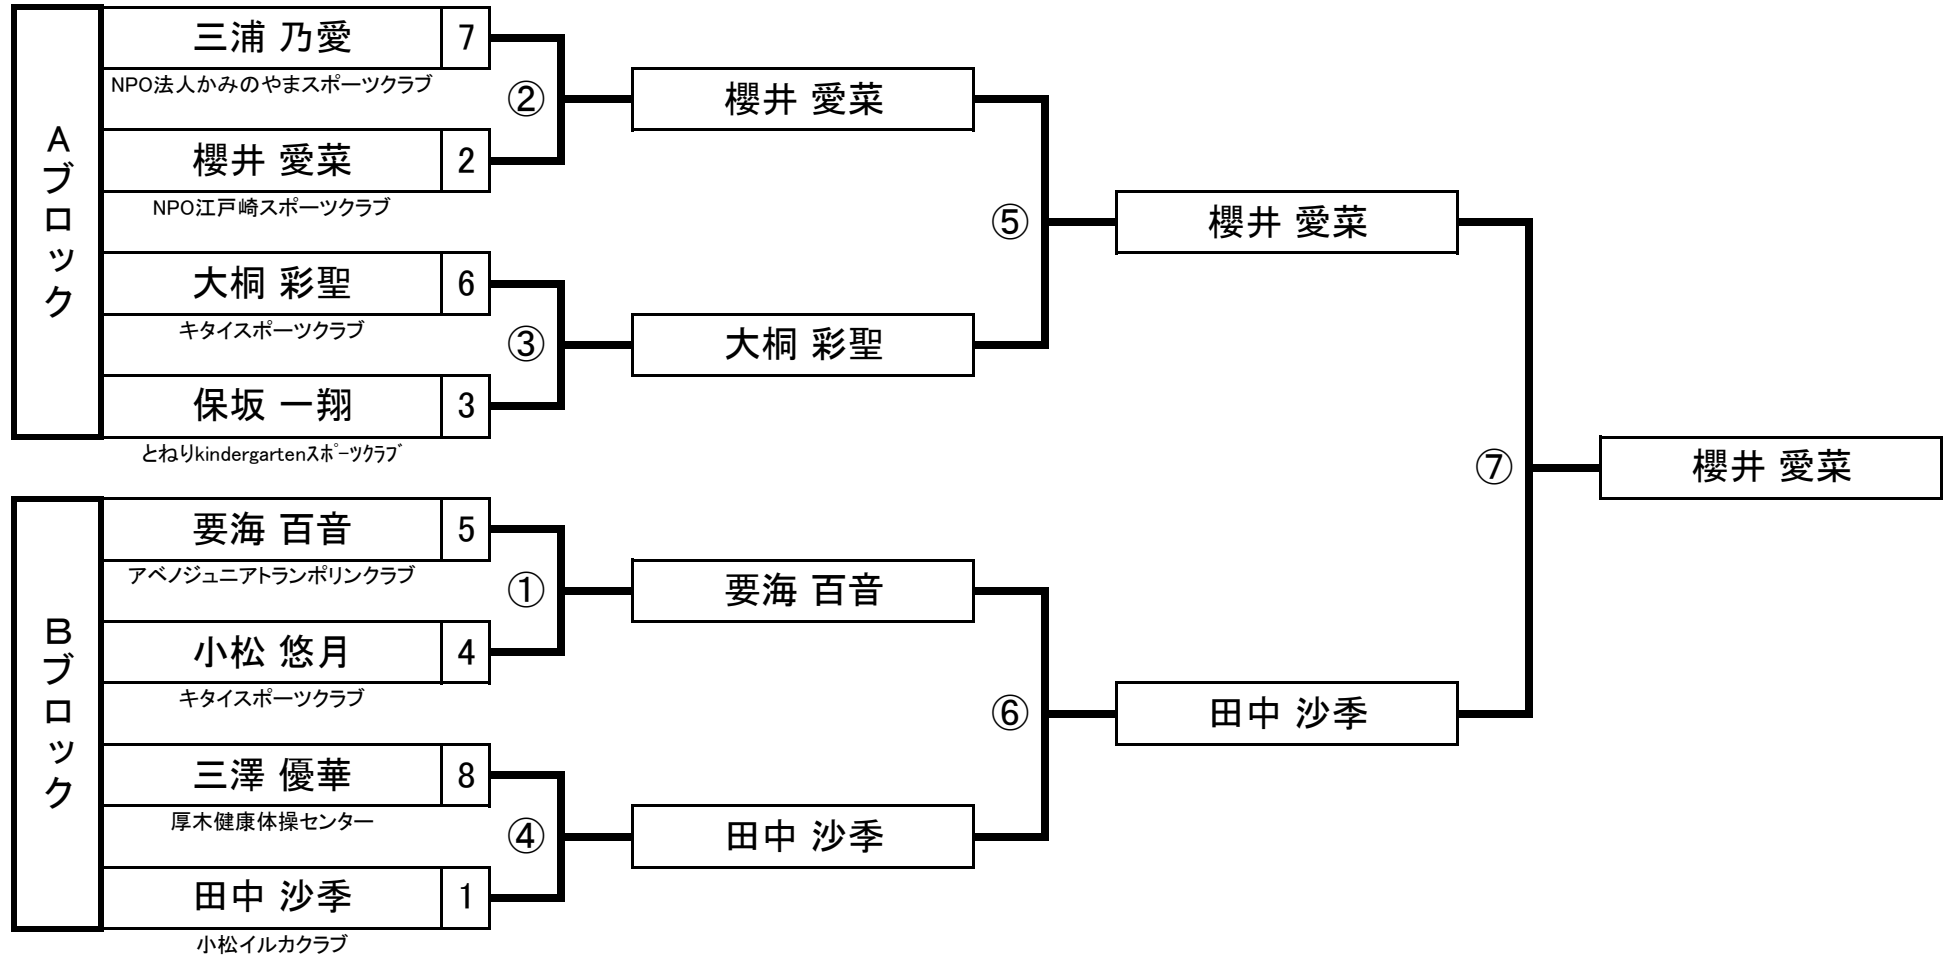 Aブロック
三浦 乃愛 7
NPO法人かみのやまスポーツクラブ
②
櫻井 愛菜 2
NPO江戸崎スポーツクラブ
大桐 彩聖 6
キタイスポーツクラブ
③
保坂 一翔 3
とねりkindergartenｽﾎﾟｰﾂｸﾗﾌﾞ
Bブロック
要海 百音 5
アベノジュニアトランポリンクラブ
①
小松 悠月 4
キタイスポーツクラブ
三澤 優華 8
厚木健康体操センター
④
田中 沙季 1
小松イルカクラブ
櫻井 愛菜
⑤
大桐 彩聖
要海 百音
⑥
田中 沙季
櫻井 愛菜
⑦
田中 沙季
櫻井 愛菜